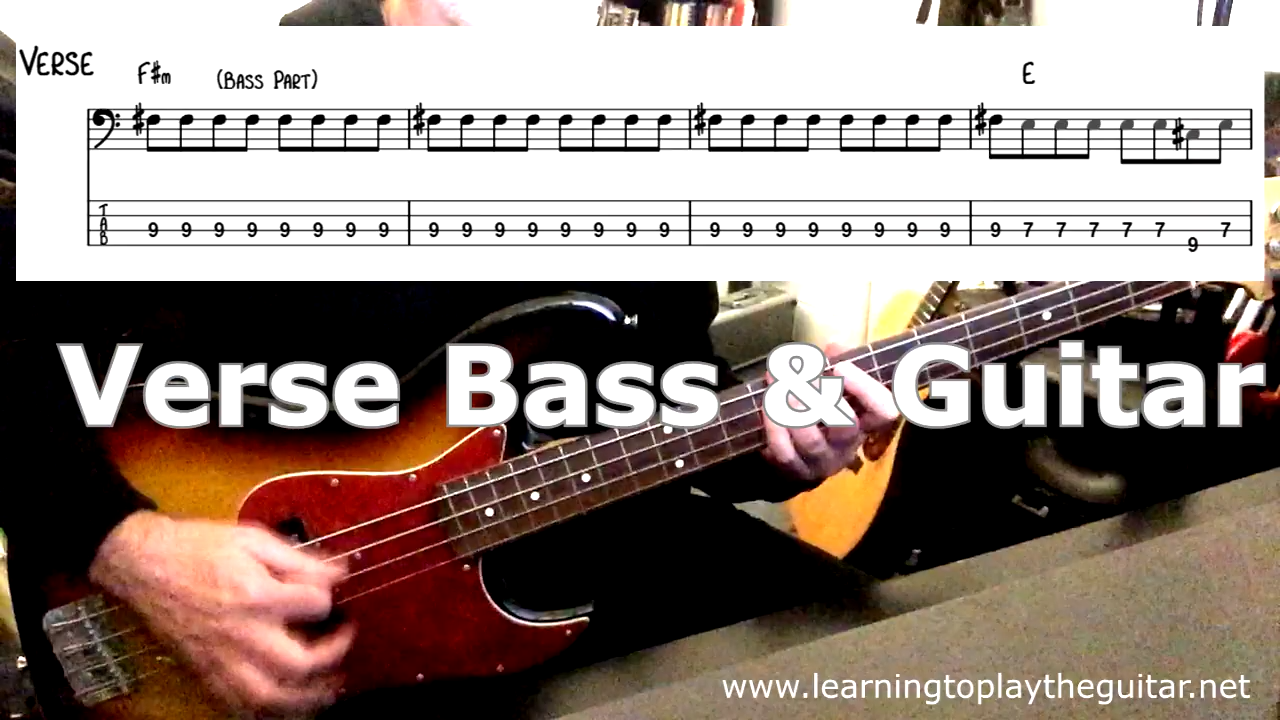 VERSE
F#m (BASS PART) E
T
A
B
9 9 9 9 9 9 9 9 9 9 9 9 9 9 9 9 9 9 9 9 9 9 9 9 9 7 7 7 7 7 9 7
Verse Bass & Guitar
www.learningtoplaytheguitar.net